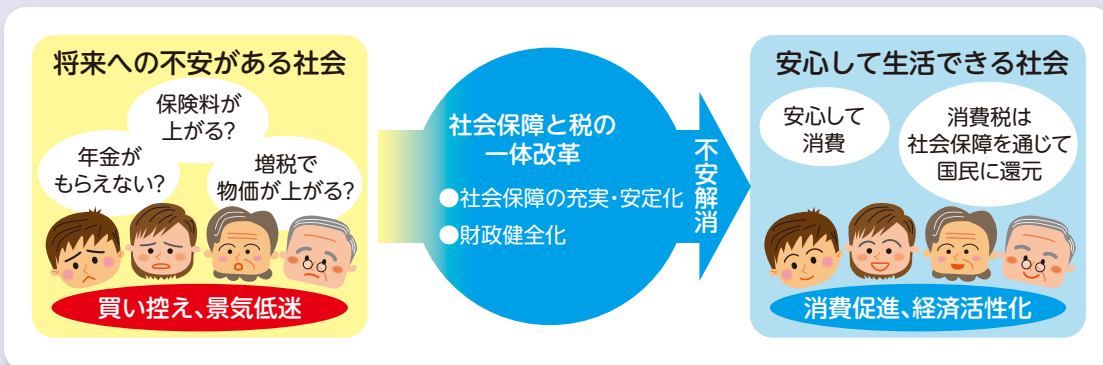 将来への不安がある社会
保険料が
上がる?
年金が
もらえない?
増税で
物価が上がる?
買い控え、景気低迷
社会保障と税の
一体改革
●社会保障の充実・安定化
●財政健全化
不安解消
安心して生活できる社会
安心して
消費
消費税は
社会保障を通じて
国民に還元
消費促進、経済活性化